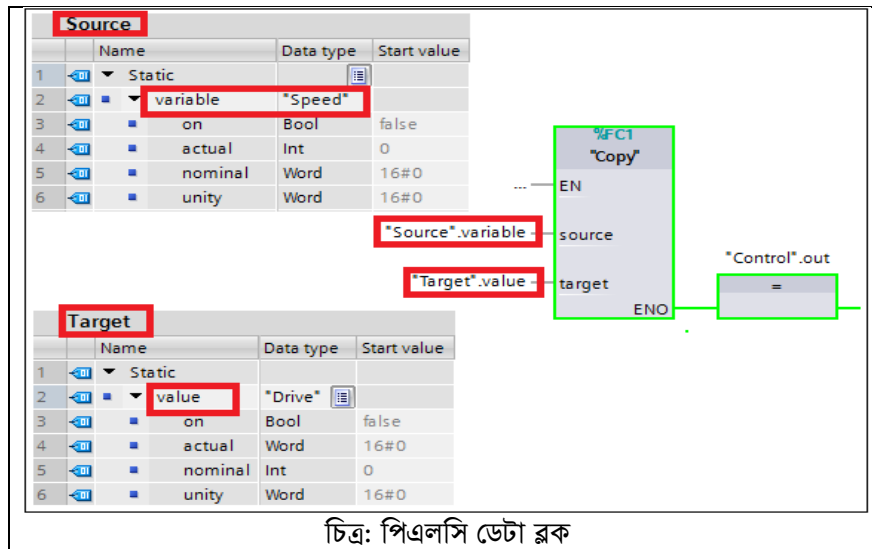 Source
Name Data type Start value
1 Static
2 variable "Speed"
3 on Bool false
4 actual Int 0
5 nominal Word 16#0
6 unity Word 16#0
%FC1
"Copy"
... EN
"Source".variable source
"Target".value target
ENO
"Control".out
=
Target
Name Data type Start value
1 Static
2 value "Drive"
3 on Bool false
4 actual Word 16#0
5 nominal Int 0
6 unity Word 16#0
চিত্র: পিএলসি ডেটা ব্লক